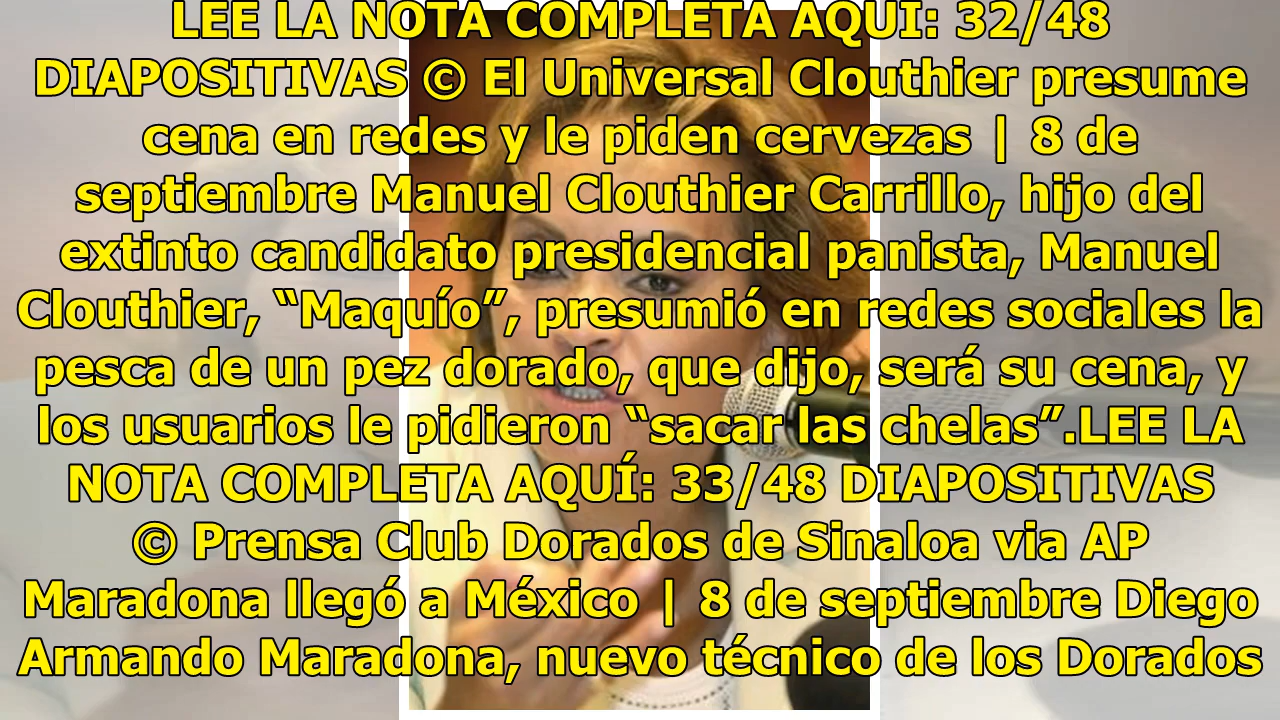 LEE LA NOTA COMPLETA AQUÍ: 32/48
DIAPOSITIVAS © El Universal Clouthier presume
cena en redes y le piden cervezas | 8 de
septiembre Manuel Clouthier Carrillo, hijo del
extinto candidato presidencial panista, Manuel
Clouthier, “Maquío”, presumió en redes sociales la
pesca de un pez dorado, que dijo, será su cena, y
los usuarios le pidieron “sacar las chelas”.LEE LA
NOTA COMPLETA AQUÍ: 33/48 DIAPOSITIVAS
© Prensa Club Dorados de Sinaloa via AP
Maradona llegó a México | 8 de septiembre Diego
Armando Maradona, nuevo técnico de los Dorados